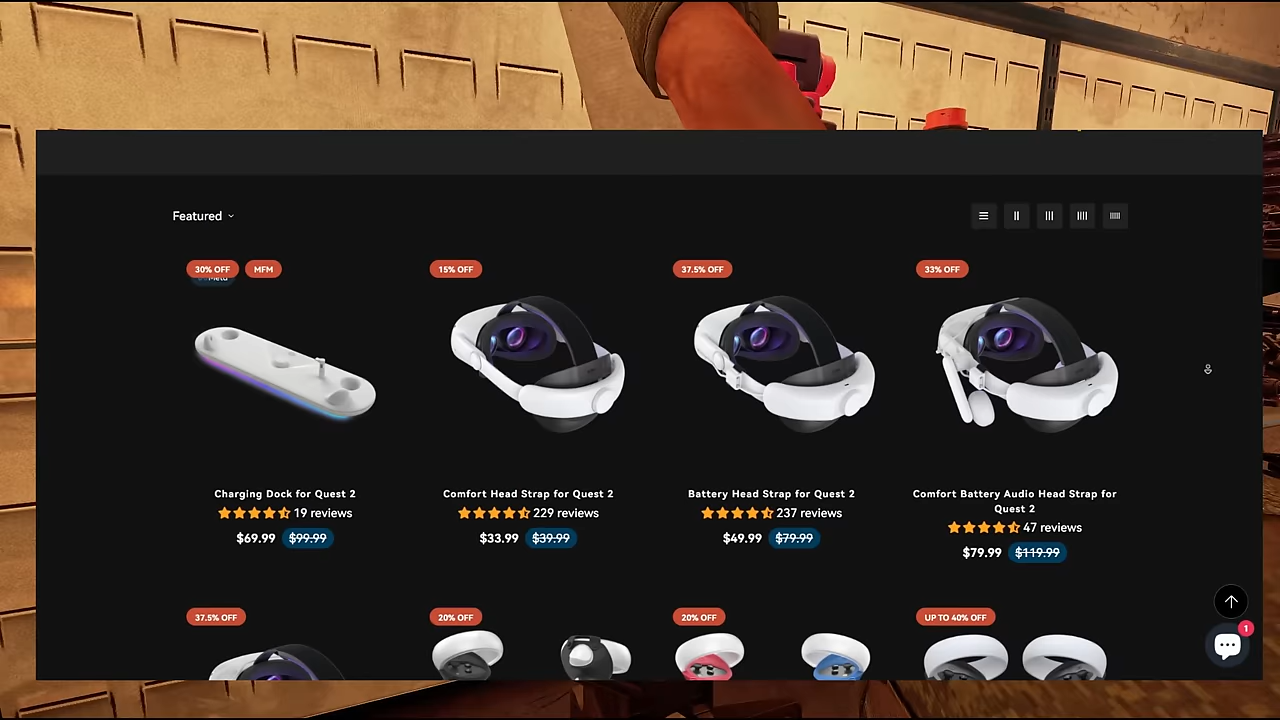 Featured
30% OFF MFM
Meta
15% OFF
37.5% OFF
33% OFF
Charging Dock for Quest 2
19 reviews
$69.99 $99.99
Comfort Head Strap for Quest 2
229 reviews
$33.99 $39.99
Battery Head Strap for Quest 2
237 reviews
$49.99 $79.99
Comfort Battery Audio Head Strap for
Quest 2
47 reviews
$79.99 $119.99
37.5% OFF
20% OFF
20% OFF
UP TO 40% OFF
1